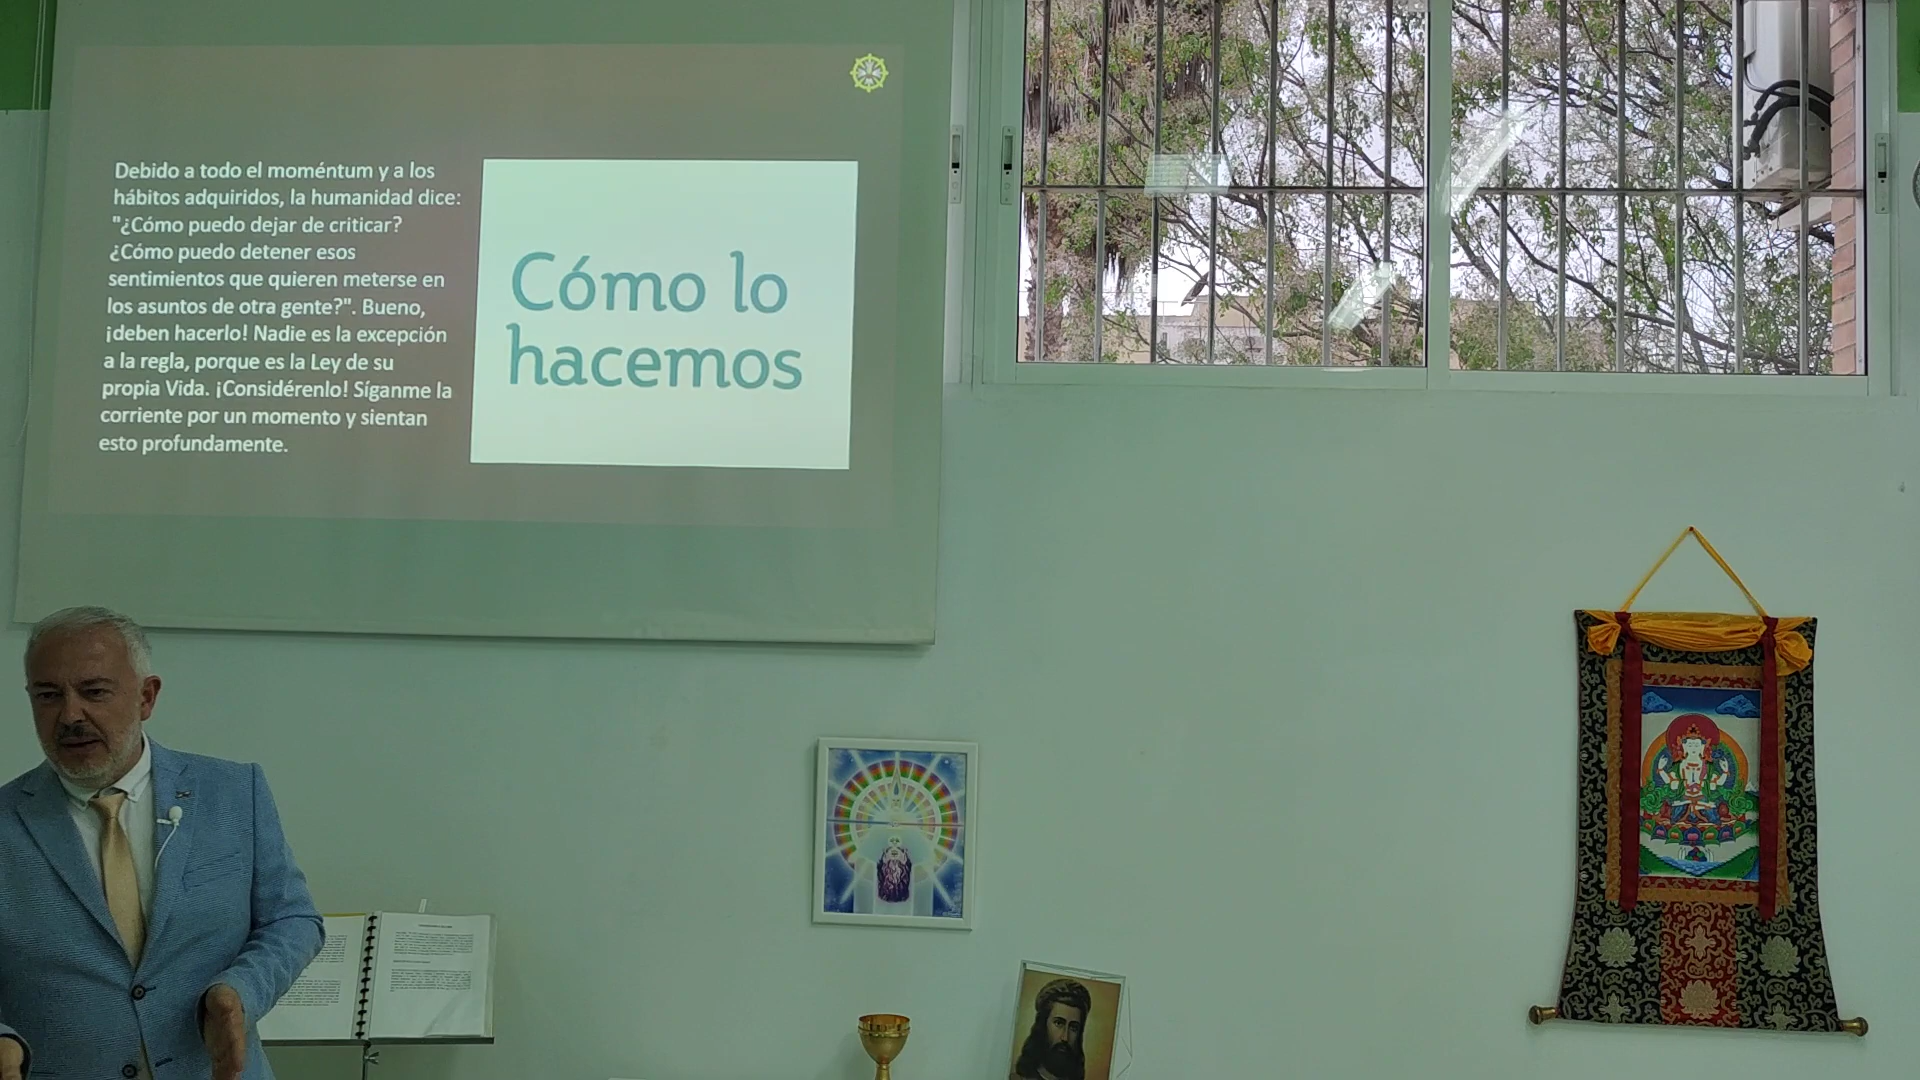 Debido a todo el moméntum y a los
hábitos adquiridos, la humanidad dice:
"¿Cómo puedo dejar de criticar?
¿Cómo puedo detener esos
sentimientos que quieren meterse en
los asuntos de otra gente?". Bueno,
¡deben hacerlo! Nadie es la excepción
a la regla, porque es la Ley de su
propia Vida. ¡Considérenlo! Síganme la
corriente por un momento y sientan
esto profundamente.
Cómo lo
hacemos